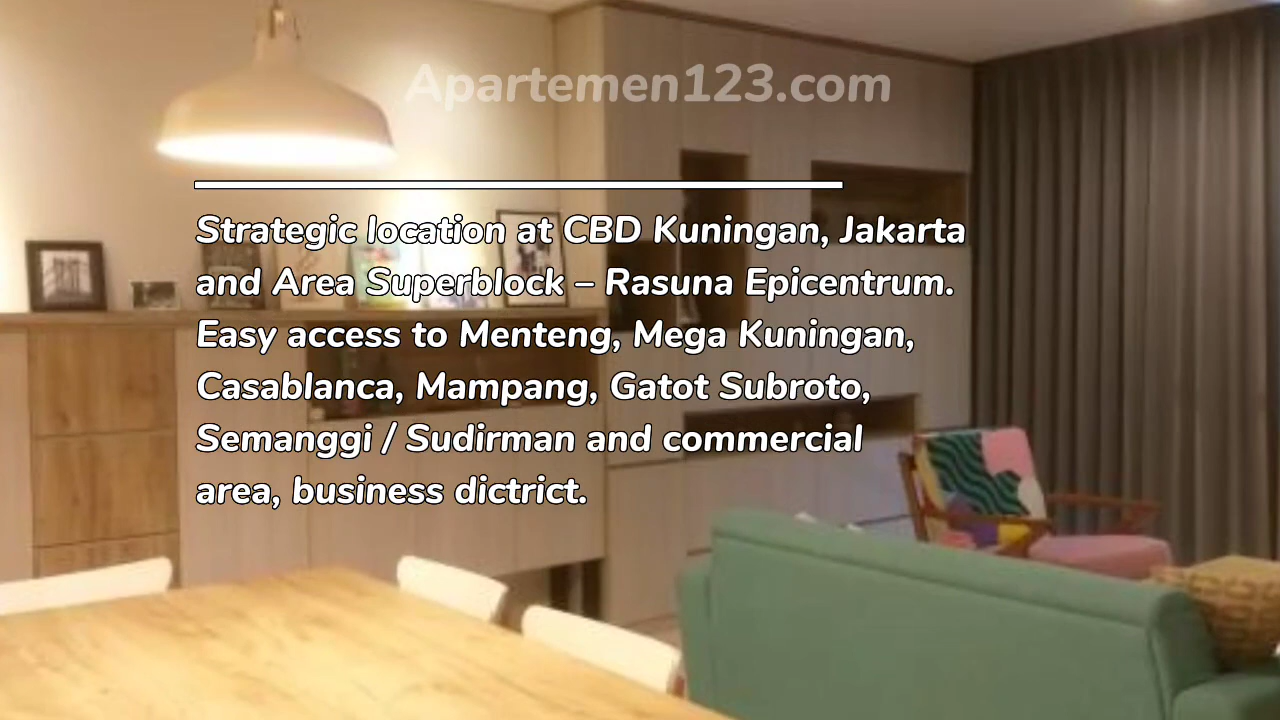 Apartemen123.com
Strategic location at CBD Kuningan, Jakarta
and Area Superblock – Rasuna Epicentrum.
Easy access to Menteng, Mega Kuningan,
Casablanca, Mampang, Gatot Subroto,
Semanggi / Sudirman and commercial
area, business dictrict.